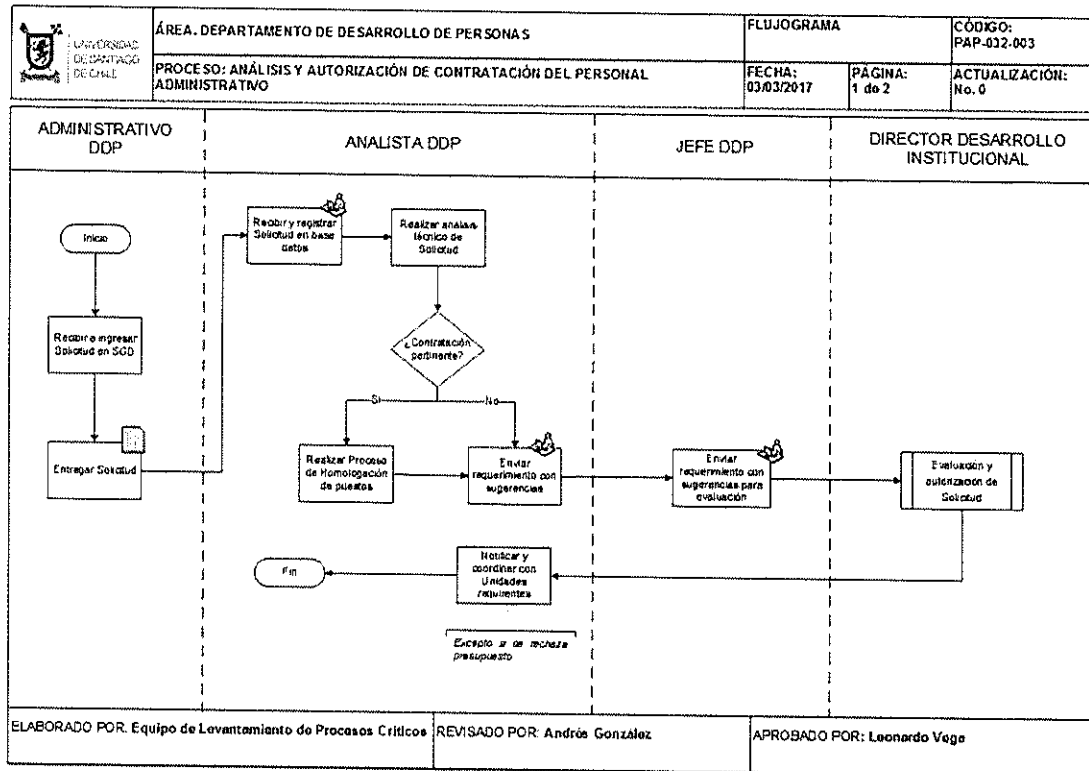 UNIVERSIDAD
DE SANTIAGO
DE CHILE
ÁREA. DEPARTAMENTO DE DESARROLLO DE PERSONAS
FLUJOGRAMA
CÓDIGO:
PAP-032-003
PROCESO: ANÁLISIS Y AUTORIZACIÓN DE CONTRATACIÓN DEL PERSONAL
ADMINISTRATIVO
FECHA:
03/03/2017
PÁGINA:
1 de 2
ACTUALIZACIÓN:
No. 0
ADMINISTRATIVO
DDP
ANALISTA DDP
JEFE DDP
DIRECTOR DESARROLLO
INSTITUCIONAL
Inicio
Recibir e ingresar
Solicitud en SGD
Entregar Solicitud
Recibir y registrar
Solicitud en base
datos
Realizar análisis
técnico de
Solicitud
¿Contratación
pertinente?
Si
No
Realizar Proceso
de Homologación
de puestos
Enviar
requerimiento con
sugerencias
Enviar
requerimiento con
sugerencias para
evaluación
Evaluación y
autorización de
Solicitud
Notificar y
coordinar con
Unidades
requirentes
Fin
Excepto si se rechaza
presupuesto
ELABORADO POR: Equipo de Levantamiento de Procesos Críticos
REVISADO POR: Andrés González
APROBADO POR: Leonardo Vega